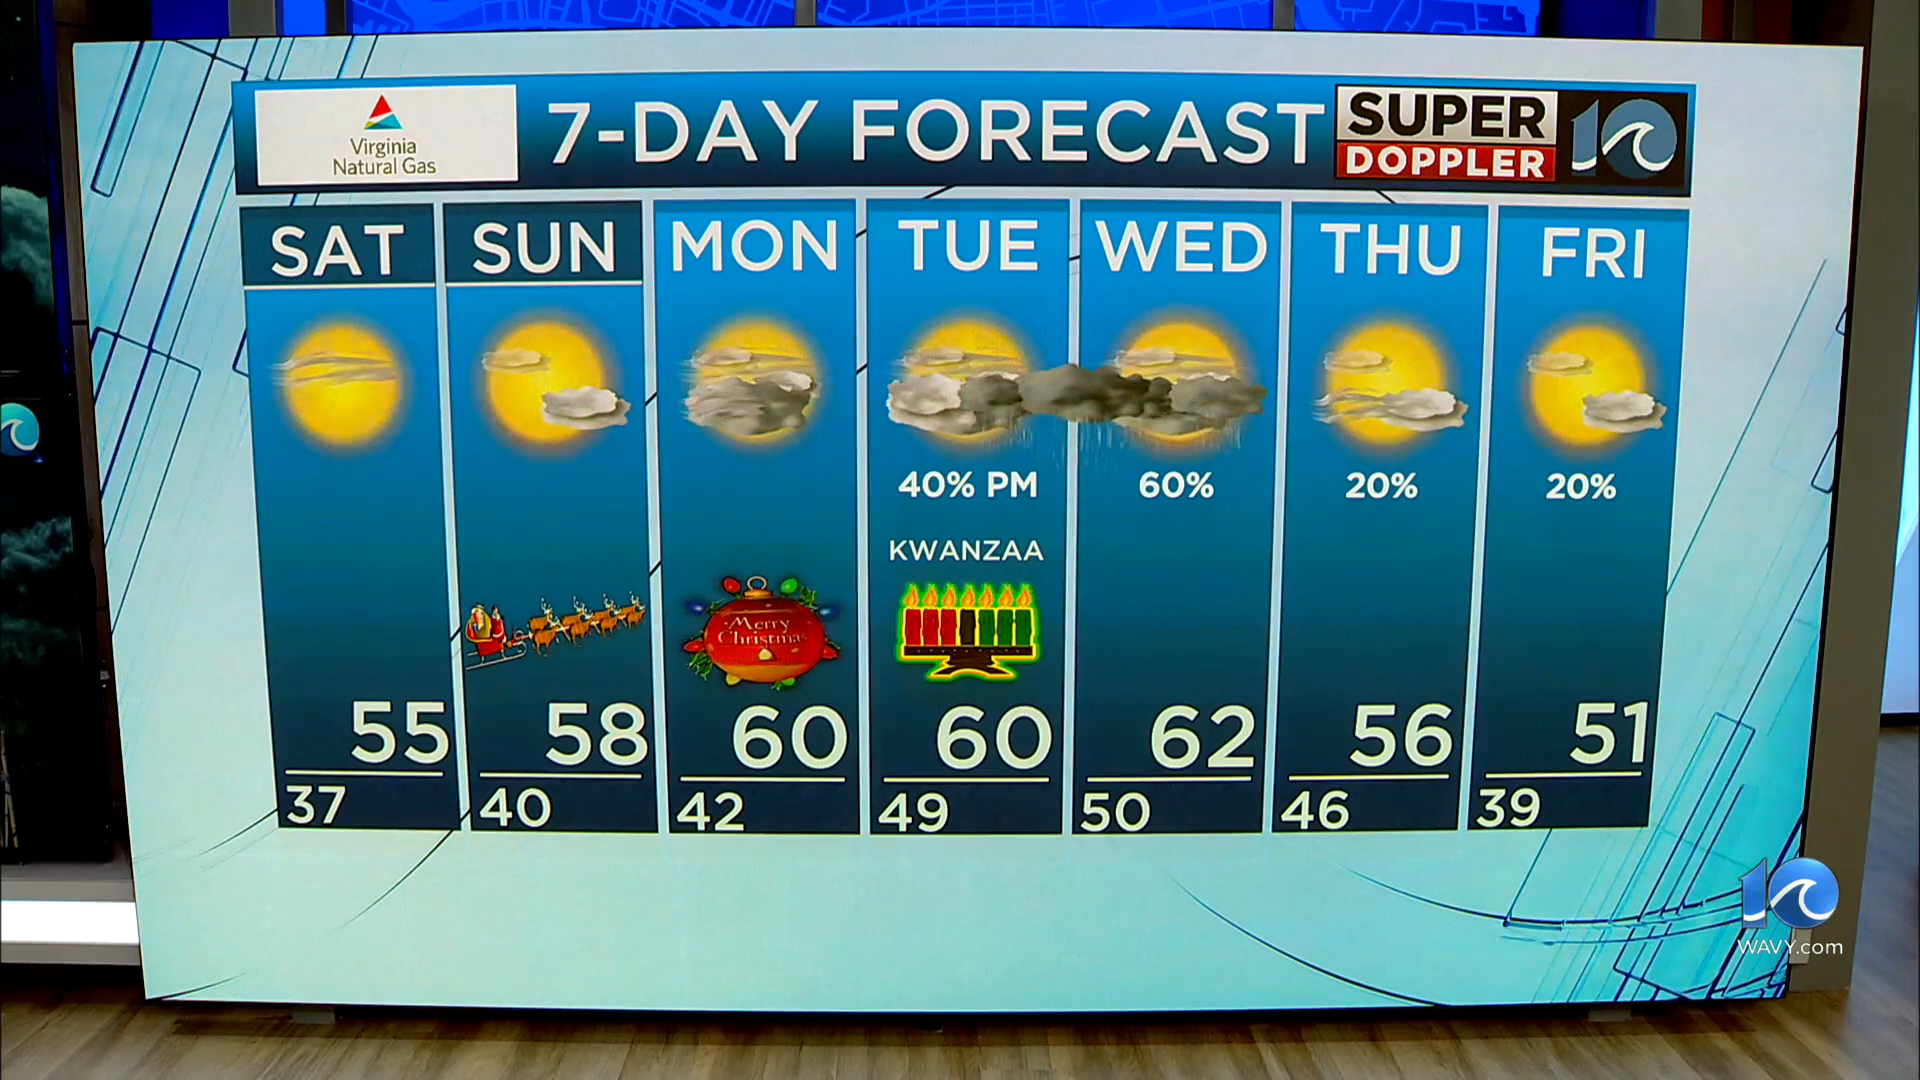 Virginia
Natural Gas
7-DAY FORECAST
SUPER
DOPPLER
10
SAT
SUN
MON
TUE
WED
THU
FRI
40% PM
60%
20%
20%
KWANZAA
Merry
Christmas
55
58
60
60
62
56
51
37
40
42
49
50
46
39
10
WAVY.com